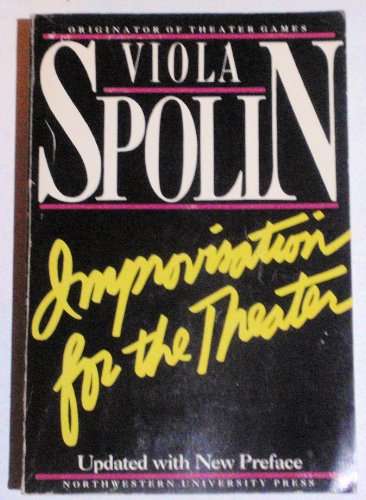 ORIGINATOR OF THEATER GAMES
VIOLA
SPOLIN
Improvisation
for the Theater
Updated with New Preface
NORTHWESTERN UNIVERSITY PRESS